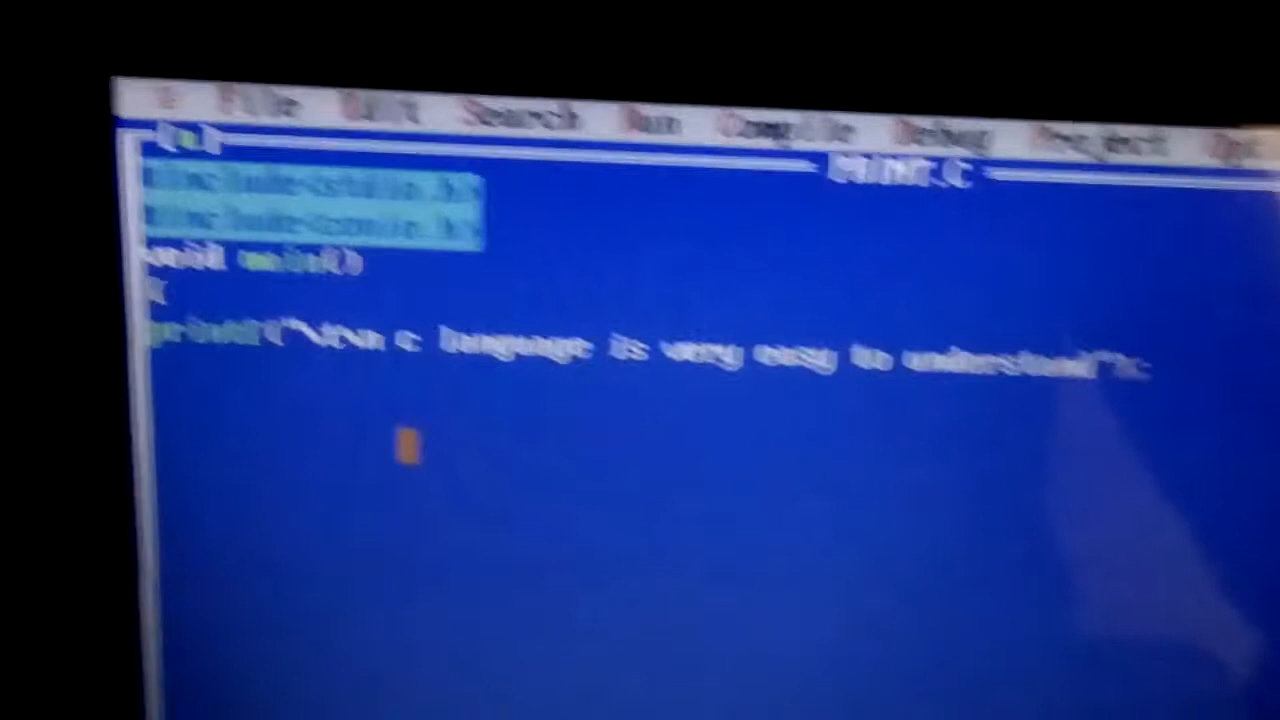 File Edit Search Run Compile Debug Project
#include<stdio.h>
#include<conio.h>
void main()
{
printf("\t\n c language is very easy to understand");